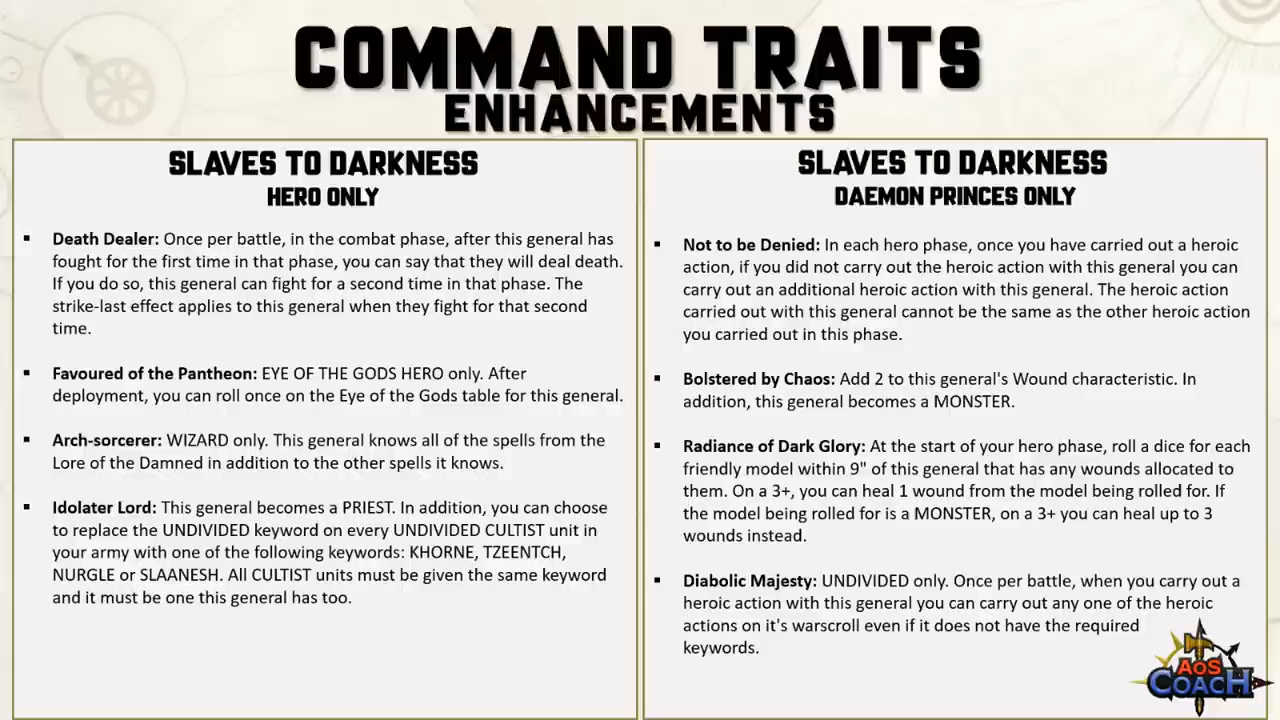 COMMAND TRAITS
ENHANCEMENTS
SLAVES TO DARKNESS
HERO ONLY
▪ Death Dealer: Once per battle, in the combat phase, after this general has
fought for the first time in that phase, you can say that they will deal death.
If you do so, this general can fight for a second time in that phase. The
strike-last effect applies to this general when they fight for that second
time.
▪ Favoured of the Pantheon: EYE OF THE GODS HERO only. After
deployment, you can roll once on the Eye of the Gods table for this general.
▪ Arch-sorcerer: WIZARD only. This general knows all of the spells from the
Lore of the Damned in addition to the other spells it knows.
▪ Idolater Lord: This general becomes a PRIEST. In addition, you can choose
to replace the UNDIVIDED keyword on every UNDIVIDED CULTIST unit in
your army with one of the following keywords: KHORNE, TZEENTCH,
NURGLE or SLAANESH. All CULTIST units must be given the same keyword
and it must be one this general has too.
SLAVES TO DARKNESS
DAEMON PRINCES ONLY
▪ Not to be Denied: In each hero phase, once you have carried out a heroic
action, if you did not carry out the heroic action with this general you can
carry out an additional heroic action with this general. The heroic action
carried out with this general cannot be the same as the other heroic action
you carried out in this phase.
▪ Bolstered by Chaos: Add 2 to this general's Wound characteristic. In
addition, this general becomes a MONSTER.
▪ Radiance of Dark Glory: At the start of your hero phase, roll a dice for each
friendly model within 9" of this general that has any wounds allocated to
them. On a 3+, you can heal 1 wound from the model being rolled for. If
the model being rolled for is a MONSTER, on a 3+ you can heal up to 3
wounds instead.
▪ Diabolic Majesty: UNDIVIDED only. Once per battle, when you carry out a
heroic action with this general you can carry out any one of the heroic
actions on it's warscroll even if it does not have the required
keywords.
AoS
COACH